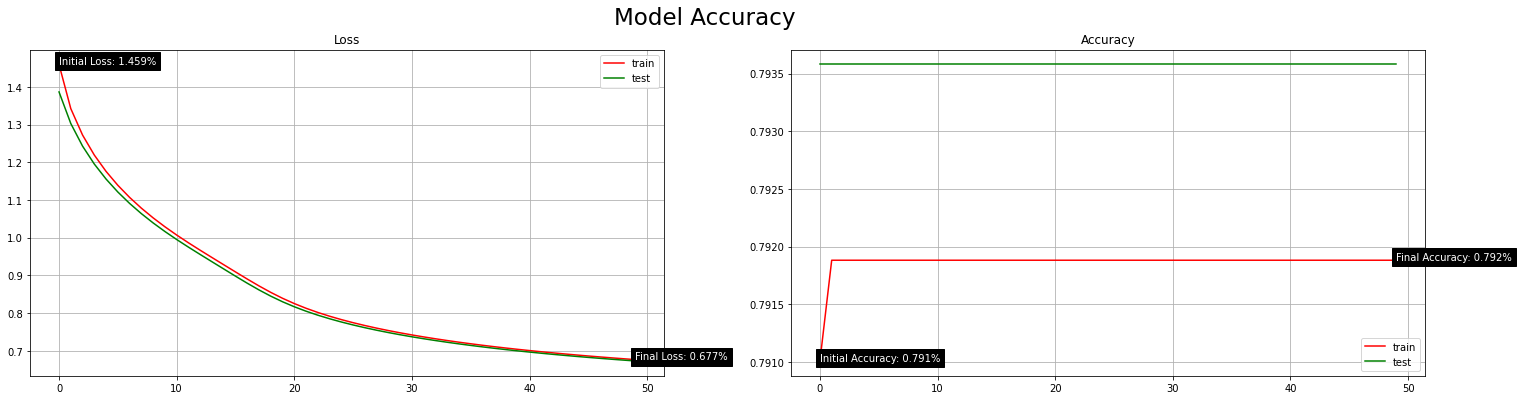 Model Accuracy
Loss
Initial Loss: 1.459%
train
test
1.4
1.3
1.2
1.1
1.0
0.9
0.8
0.7
Final Loss: 0.677%
0 10 20 30 40 50
Accuracy
0.7935
0.7930
0.7925
0.7920
0.7915
0.7910
Final Accuracy: 0.792%
Initial Accuracy: 0.791%
train
test
0 10 20 30 40 50